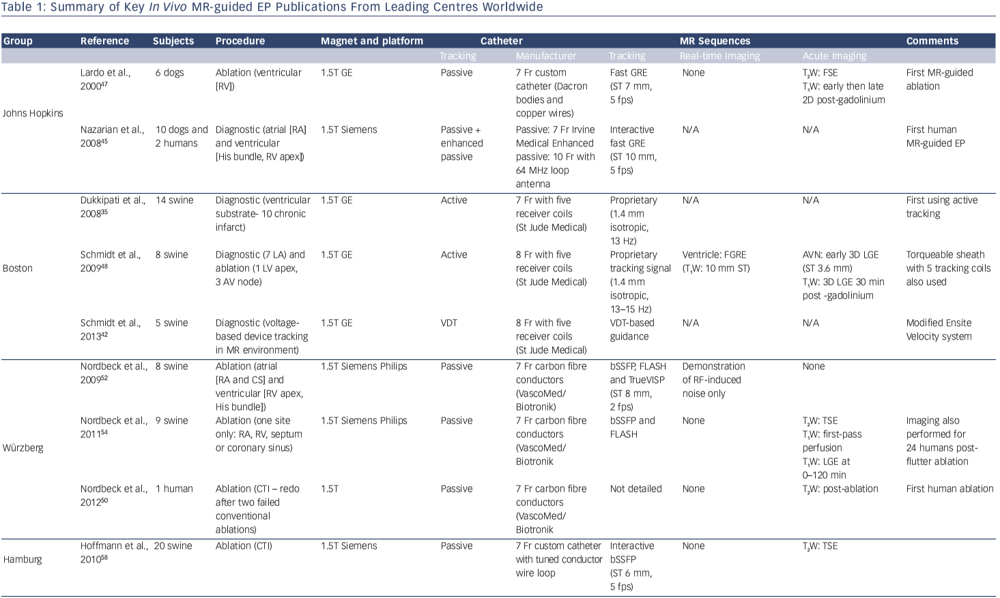 Table 1: Summary of Key In Vivo MR-guided EP Publications From Leading Centres Worldwide
Group Reference Subjects Procedure Magnet and platform Catheter MR Sequences Comments
Tracking Manufacturer Tracking Real-time Imaging Acute Imaging
Lardo et al., 6 dogs Ablation (ventricular 1.5T GE Passive 7 Fr custom Fast GRE None T₂W: FSE First MR-guided
2000⁴⁷ [RV]) catheter (Dacron (ST 7 mm, T₁W: early then late ablation
bodies and 5 fps) 2D post-gadolinium
Johns Hopkins copper wires)
Nazarian et al., 10 dogs and Diagnostic (atrial [RA] 1.5T Siemens Passive + Passive: 7 Fr Irvine Interactive N/A N/A First human
2008⁴⁵ 2 humans and ventricular enhanced Medical Enhanced fast GRE MR-guided EP
[His bundle, RV apex]) passive passive: 10 Fr with (ST 10 mm,
64 MHz loop 5 fps)
antenna
Dukkipati et al., 14 swine Diagnostic (ventricular 1.5T GE Active 7 Fr with five Proprietary N/A N/A First using active
2008³⁵ substrate- 10 chronic receiver coils (1.4 mm tracking
infarct) (St Jude Medical) isotropic,
13 Hz)
Schmidt et al., 8 swine Diagnostic (7 LA) and 1.5T GE Active 8 Fr with five Proprietary Ventricle: FGRE AVN: early 3D LGE Torqueable sheath
Boston 2009⁴⁸ ablation (1 LV apex, receiver coils tracking signal (T₁W: 10 mm ST) (ST 3.6 mm) with 5 tracking coils
3 AV node) (St Jude Medical) (1.4 mm T₁W: 3D LGE 30 min also used
isotropic, post -gadolinium
13–15 Hz)
Schmidt et al., 5 swine Diagnostic (voltage- 1.5T GE VDT 8 Fr with five VDT-based N/A N/A Modified Ensite
2013⁴² based device tracking receiver coils guidance Velocity system
in MR environment) (St Jude Medical)
Nordbeck et al., 8 swine Ablation (atrial 1.5T Siemens Philips Passive 7 Fr carbon fibre bSSFP, FLASH Demonstration None
2009⁵² [RA and CS] and conductors and TrueVISP of RF-induced
ventricular [RV apex, (VascoMed/ (ST 8 mm, noise only
His bundle]) Biotronik) 2 fps)
Nordbeck et al., 9 swine Ablation (one site 1.5T Siemens Philips Passive 7 Fr carbon fibre bSSFP and None T₂W: TSE Imaging also
2011⁵⁴ only: RA, RV, septum conductors FLASH T₁W: first-pass performed for
Würzberg or coronary sinus) (VascoMed/ perfusion 24 humans post-
Biotronik T₁W: LGE at flutter ablation
0–120 min
Nordbeck et al., 1 human Ablation (CTI – redo 1.5T Passive 7 Fr carbon fibre Not detailed None T₂W: post-ablation First human ablation
2012⁵⁰ after two failed conductors
conventional (VascoMed/
ablations) Biotronik
Hoffmann et al., 20 swine Ablation (CTI) 1.5T Siemens Passive 7 Fr custom catheter Interactive None T₂W: TSE
Hamburg 2010⁵⁸ with tuned conductor bSSFP
wire loop (ST 6 mm,
5 fps)